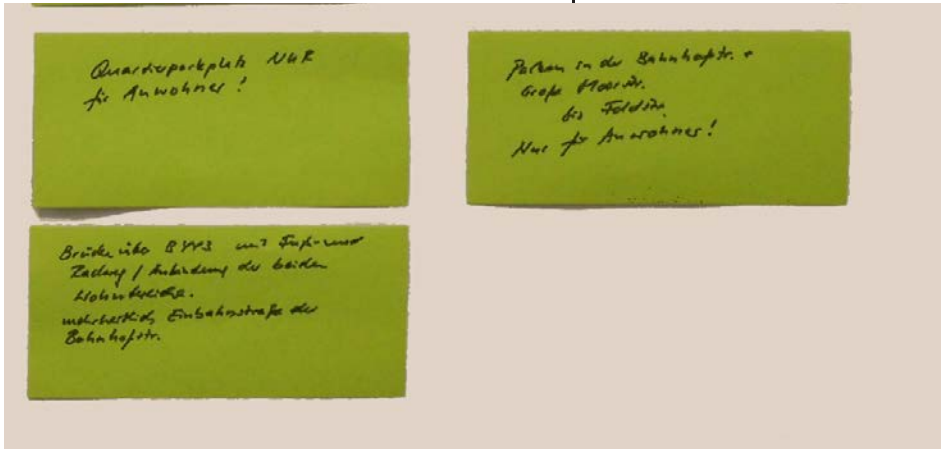 Quartierparkplatz NUR
für Anwohner!
Parken in der Bahnhofstr. +
Große Moorstr.
bis Feldstr.
Nur für Anwohner!
Brücke über B443 mit Fuß- und
Radweg / Anbindung der beiden
Wohnbereiche.
Einbahnstraße der
Bahnhofstr.